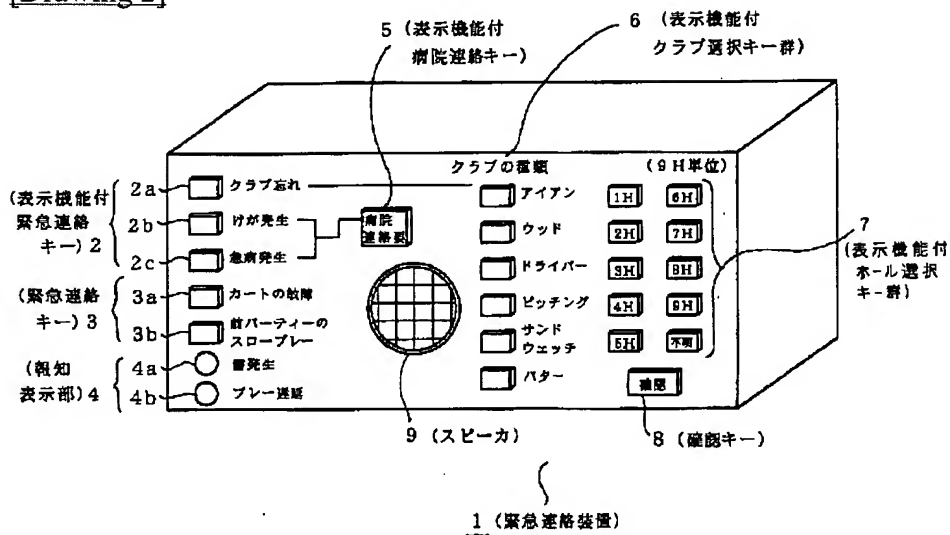 [Drawing 2]
5 (表示機能付
病院連絡キー)
6 (表示機能付
クラブ選択キー群)
クラブの種類
(9H単位)
(表示機能付
緊急連絡
キー) 2
2a
クラブ忘れ
2b
けが発生
2c
急病発生
病院
連絡要
(緊急連絡
キー) 3
3a
カートの故障
3b
前パーティーの
スロープレー
(報知
表示部) 4
4a
雷発生
4b
プレー遅延
アイアン
ウッド
ドライバー
ピッチング
サンド
ウェッヂ
パター
1H
6H
2H
7H
3H
8H
4H
9H
5H
不明
確認
7
(表示機能付
ホール選択
キー群)
9 (スピーカ)
8 (確認キー)
1 (緊急連絡装置)